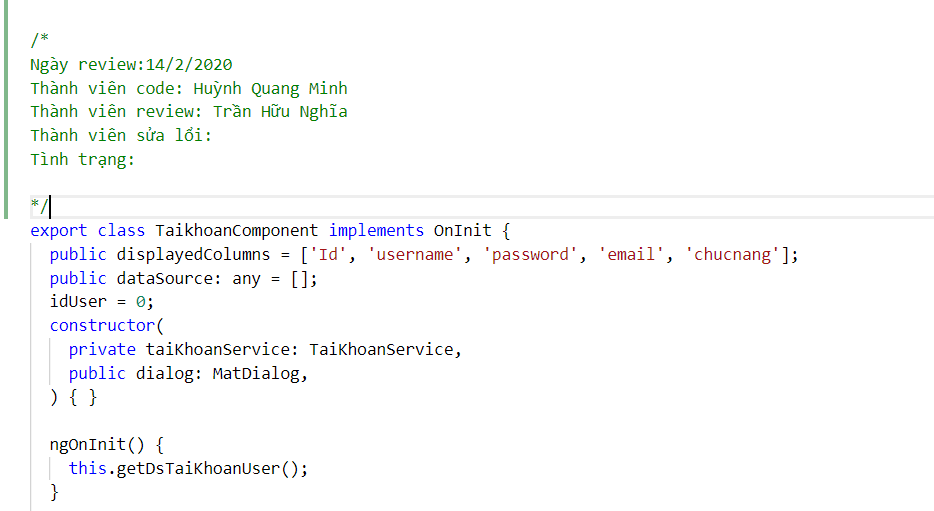 /*
Ngày review:14/2/2020
Thành viên code: Huỳnh Quang Minh
Thành viên review: Trần Hữu Nghĩa
Thành viên sửa lổi:
Tình trạng:
*/
export class TaikhoanComponent implements OnInit {
public displayedColumns = ['Id', 'username', 'password', 'email', 'chucnang'];
public dataSource: any = [];
idUser = 0;
constructor(
private taiKhoanService: TaiKhoanService,
public dialog: MatDialog,
) { }
ngOnInit() {
this.getDsTaiKhoanUser();
}